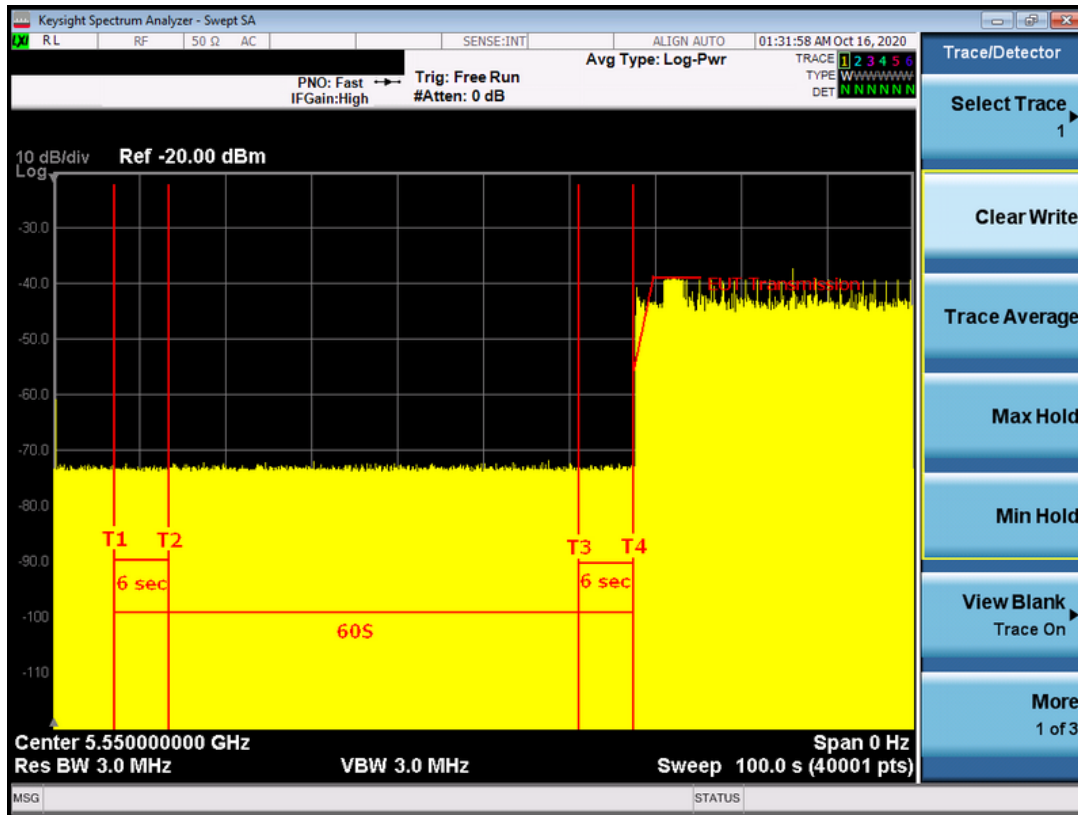 Keysight Spectrum Analyzer - Swept SA
LXI RL RF 50 Ω AC SENSE:INT ALIGN AUTO 01:31:58 AM Oct 16, 2020
Trace/Detector
Avg Type: Log-Pwr TRACE 1 2 3 4 5 6
PNO: Fast Trig: Free Run TYPE WWWWWW
IFGain:High #Atten: 0 dB DET N N N N N N
Select Trace
1
10 dB/div Ref -20.00 dBm
Log
Clear Write
-30.0
-40.0 EUT Transmission
Trace Average
-50.0
-60.0
Max Hold
-70.0
-80.0
Min Hold
T1 T2 T3 T4
-90.0
6 sec 6 sec
-100
60S
View Blank
Trace On
-110
More
1 of 3
Center 5.550000000 GHz Span 0 Hz
Res BW 3.0 MHz VBW 3.0 MHz Sweep 100.0 s (40001 pts)
MSG STATUS